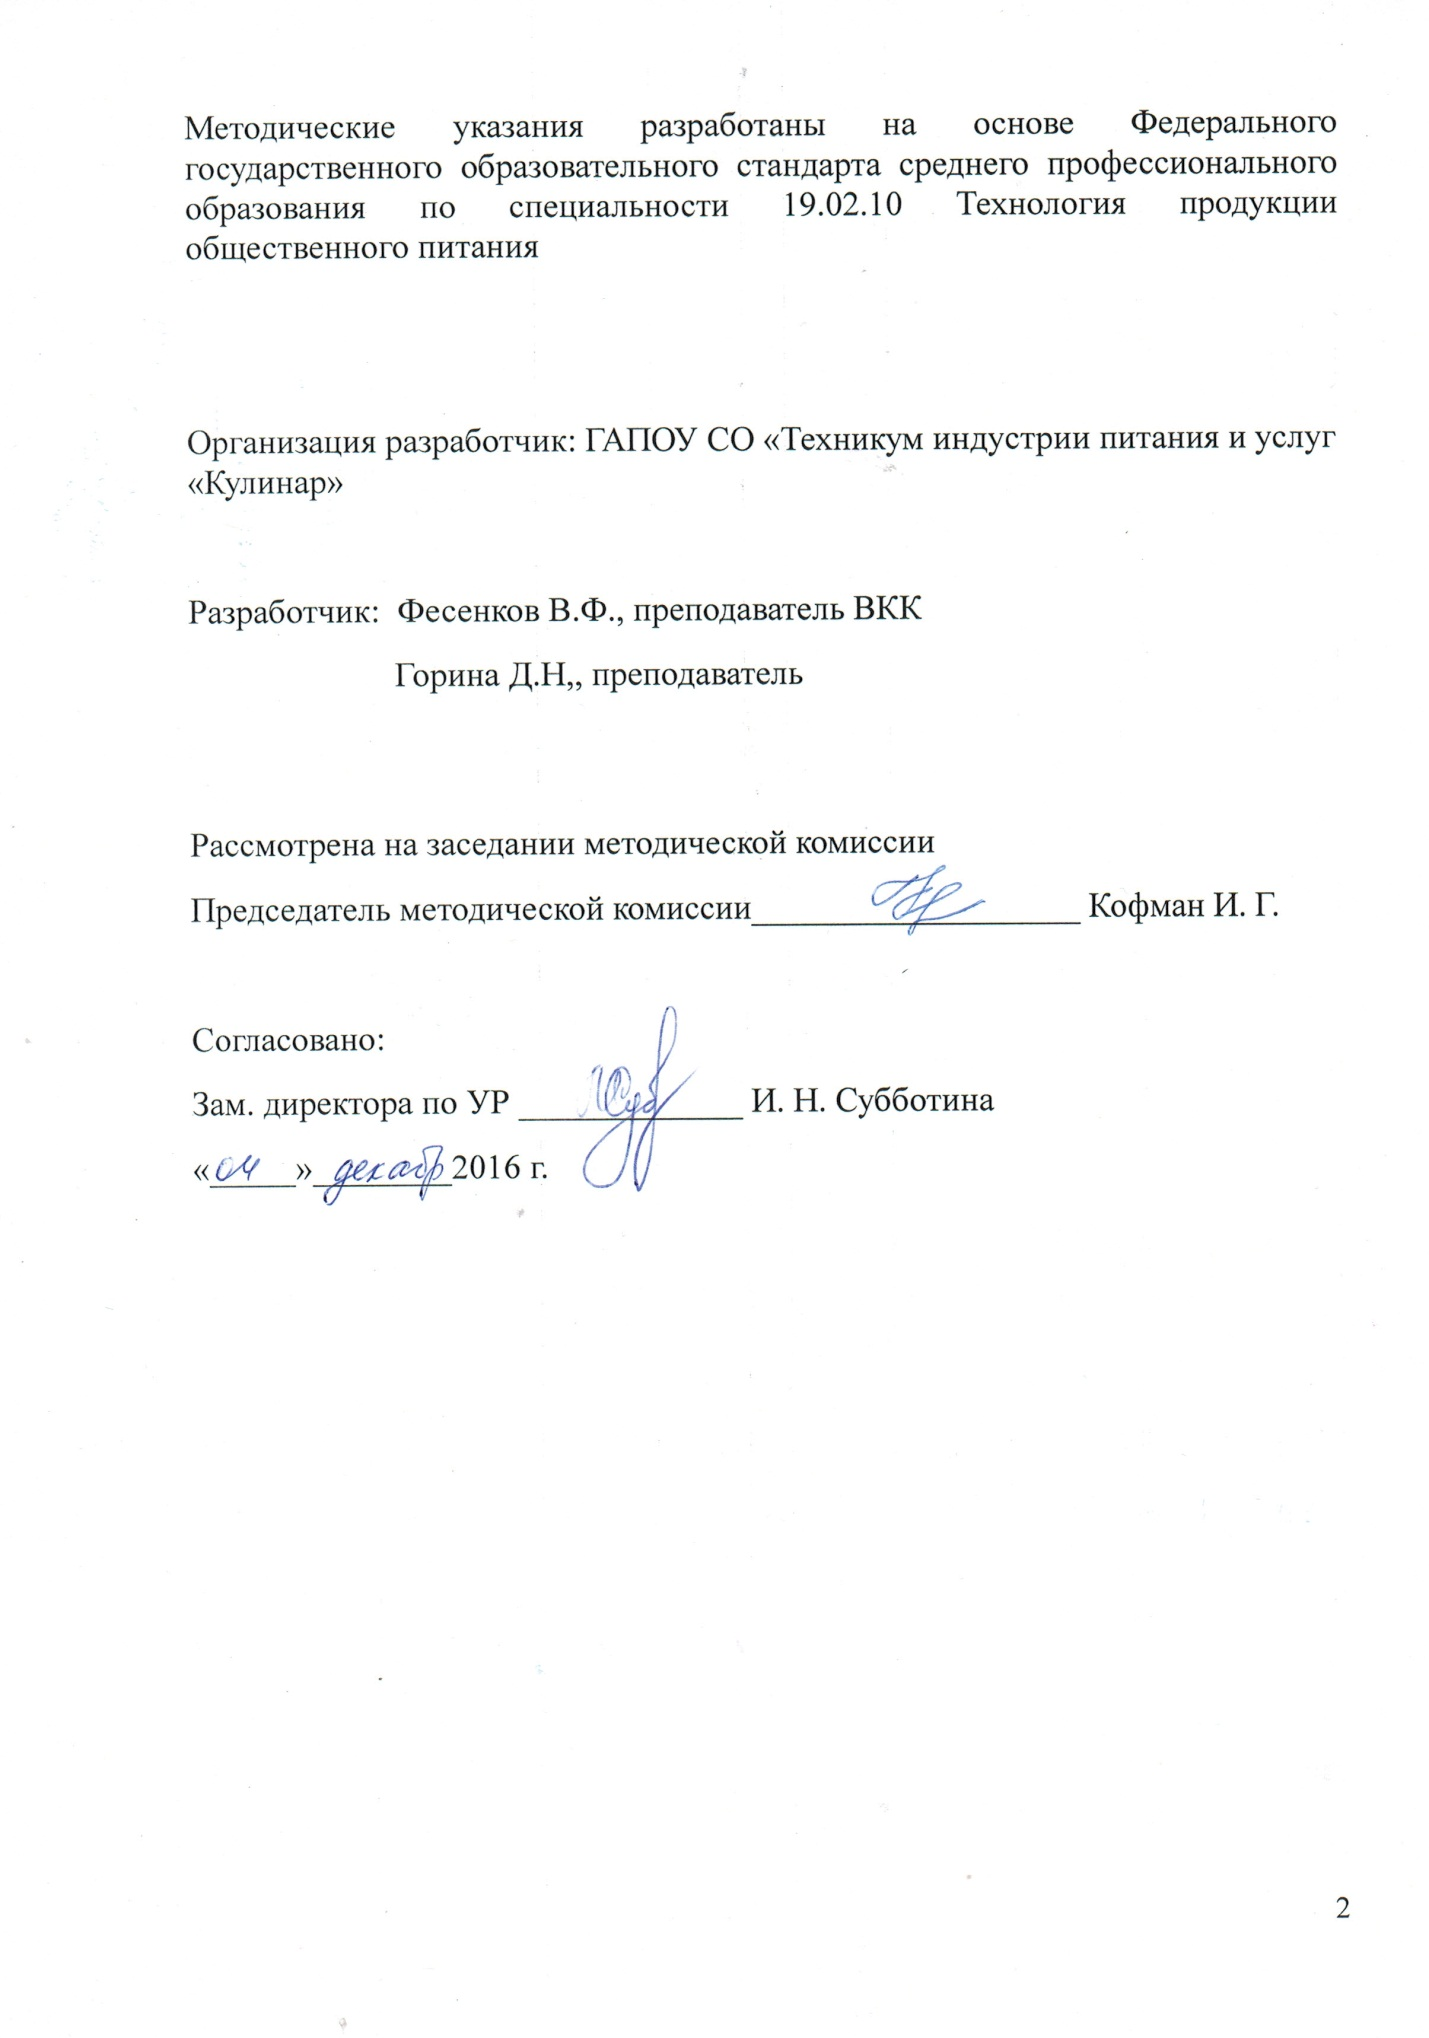 Методические указания разработаны на основе Федерального
государственного образовательного стандарта среднего профессионального
образования по специальности 19.02.10 Технология продукции
общественного питания
Организация разработчик: ГАПОУ СО «Техникум индустрии питания и услуг
«Кулинар»
Разработчик: Фесенков В.Ф., преподаватель ВКК
Горина Д.Н,, преподаватель
Рассмотрена на заседании методической комиссии
Председатель методической комиссии____________________ Кофман И. Г.
Согласовано:
Зам. директора по УР ______________ И. Н. Субботина
«04» декабр 2016 г.
2